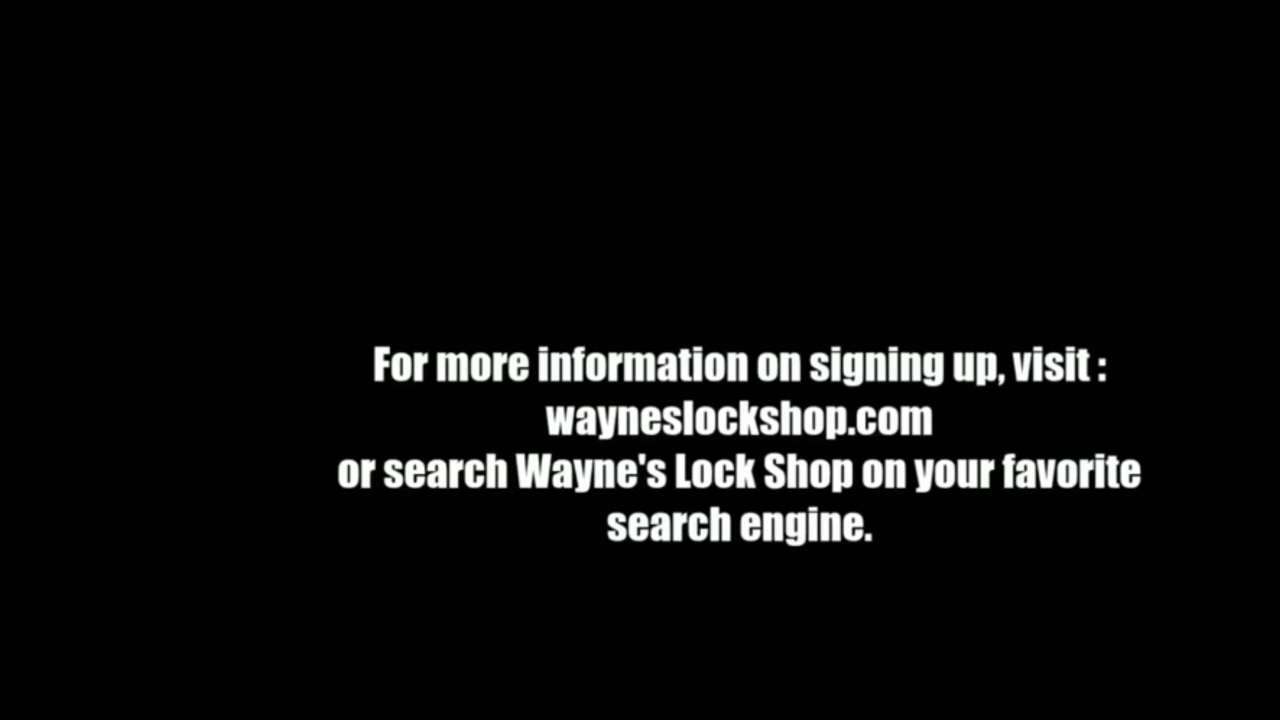 For more information on signing up, visit :
wayneslockshop.com
or search Wayne's Lock Shop on your favorite
search engine.